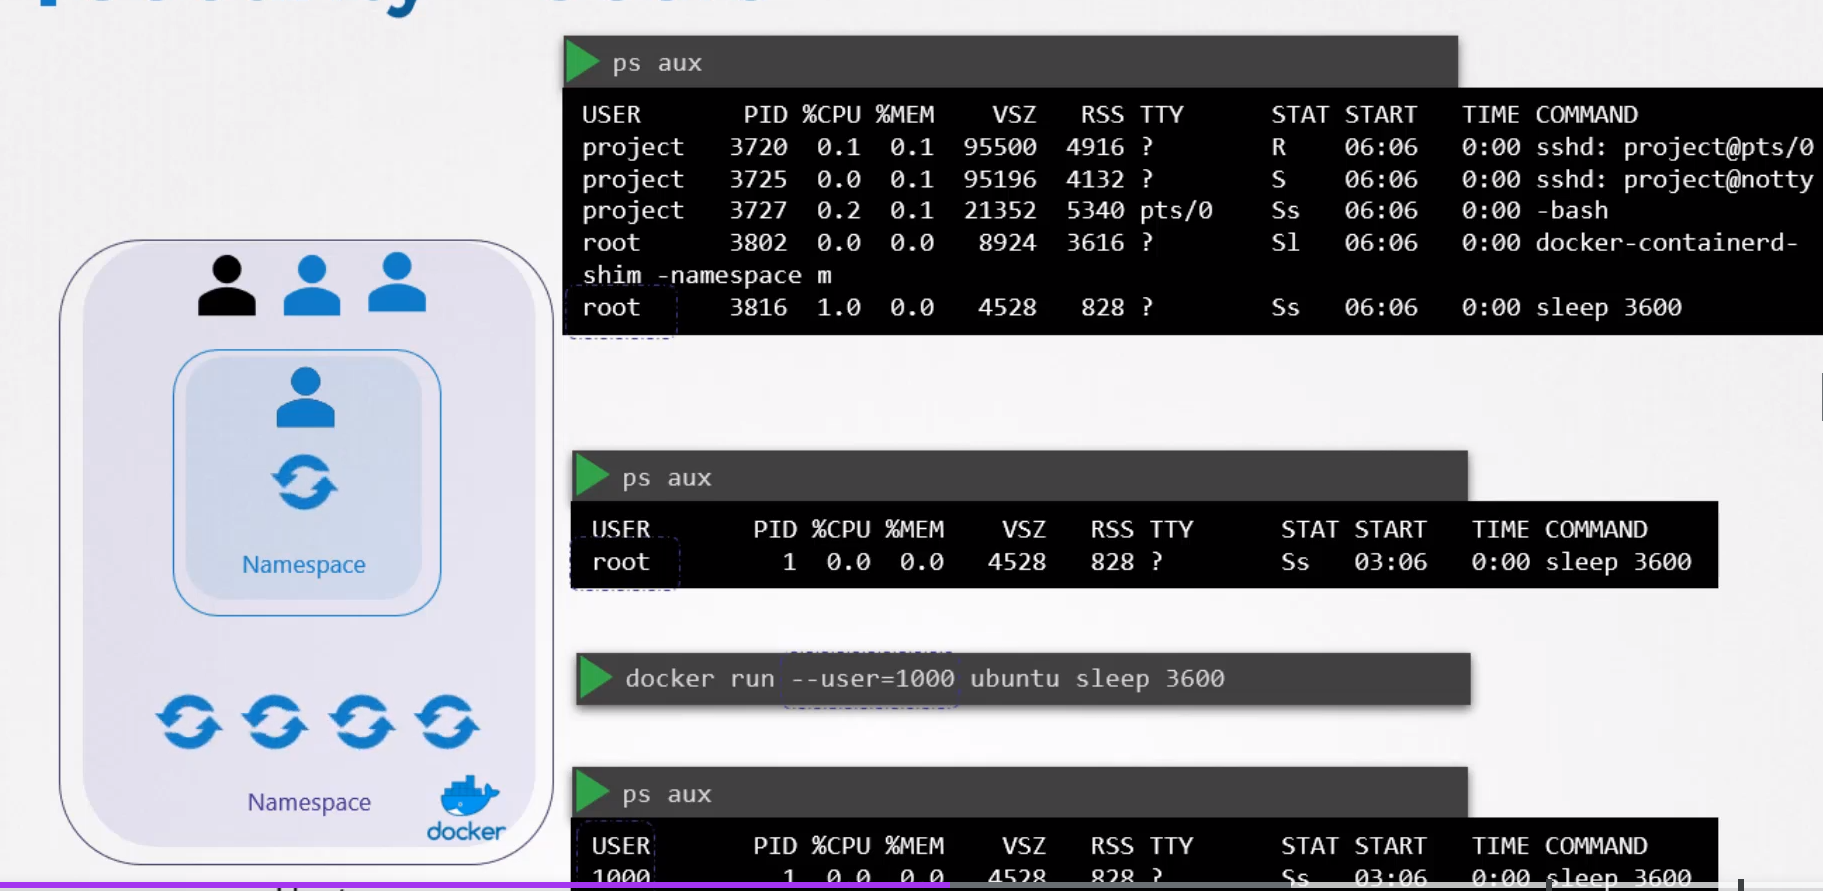 ps aux
USER PID %CPU %MEM VSZ RSS TTY STAT START TIME COMMAND
project 3720 0.1 0.1 95500 4916 ? R 06:06 0:00 sshd: project@pts/0
project 3725 0.0 0.1 95196 4132 ? S 06:06 0:00 sshd: project@notty
project 3727 0.2 0.1 21352 5340 pts/0 Ss 06:06 0:00 -bash
root 3802 0.0 0.0 8924 3616 ? Sl 06:06 0:00 docker-containerd-
shim -namespace m
root 3816 1.0 0.0 4528 828 ? Ss 06:06 0:00 sleep 3600
Namespace
Namespace
docker
ps aux
USER PID %CPU %MEM VSZ RSS TTY STAT START TIME COMMAND
root 1 0.0 0.0 4528 828 ? Ss 03:06 0:00 sleep 3600
docker run --user=1000 ubuntu sleep 3600
ps aux
USER PID %CPU %MEM VSZ RSS TTY STAT START TIME COMMAND
1000 1 0.0 0.0 4528 828 ? Ss 03:06 0:00 sleep 3600